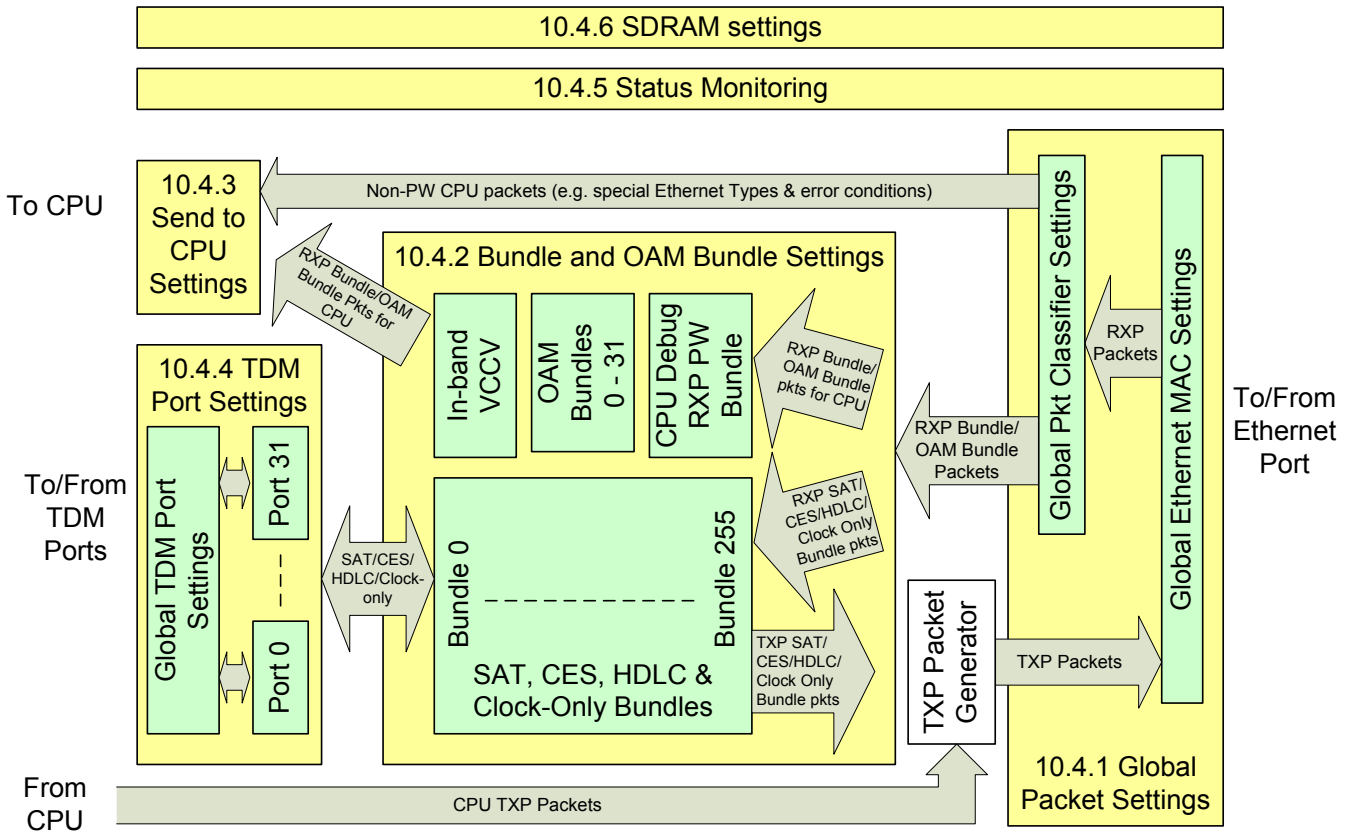 10.4.6 SDRAM settings
10.4.5 Status Monitoring
To CPU
10.4.3
Send to
CPU
Settings
Non-PW CPU packets (e.g. special Ethernet Types & error conditions)
RXP Bundle/OAM
Bundle Pkts for
CPU
10.4.2 Bundle and OAM Bundle Settings
In-band
VCCV
OAM
Bundles
0 - 31
CPU Debug
RXP PW
Bundle
RXP Bundle/
OAM Bundle
pkts for CPU
RXP Bundle/
OAM Bundle
Packets
Global Pkt Classifier Settings
RXP
Packets
Global Ethernet MAC Settings
To/From
Ethernet
Port
10.4.4 TDM
Port Settings
To/From
TDM
Ports
Global TDM Port
Settings
Port 31
Port 0
SAT/CES/
HDLC/Clock-
only
Bundle 0
Bundle 255
SAT, CES, HDLC &
Clock-Only Bundles
RXP SAT/
CES/HDLC/
Clock Only
Bundle pkts
TXP SAT/
CES/HDLC/
Clock Only
Bundle pkts
TXP Packet
Generator
TXP Packets
10.4.1 Global
Packet Settings
From
CPU
CPU TXP Packets